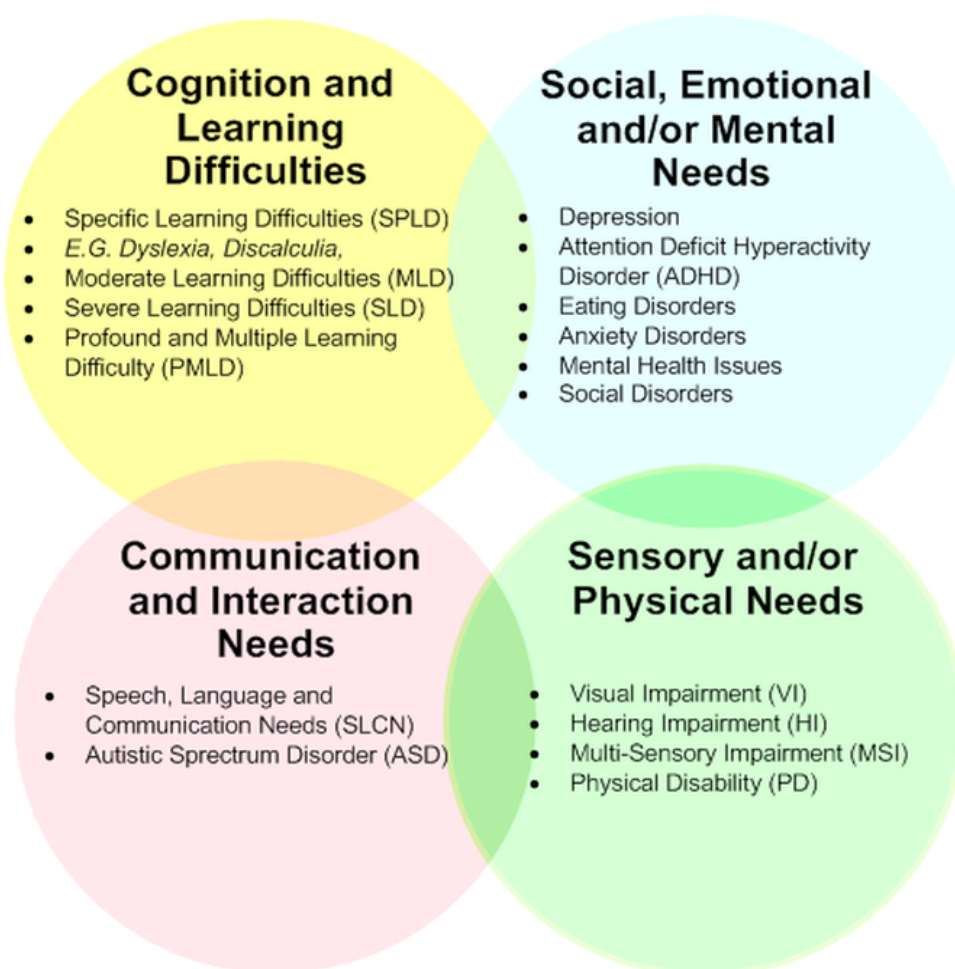 Cognition and
Learning
Difficulties
• Specific Learning Difficulties (SPLD)
• E.G. Dyslexia, Discalculia,
• Moderate Learning Difficulties (MLD)
• Severe Learning Difficulties (SLD)
• Profound and Multiple Learning
Difficulty (PMLD)
Social, Emotional
and/or Mental
Needs
• Depression
• Attention Deficit Hyperactivity
Disorder (ADHD)
• Eating Disorders
• Anxiety Disorders
• Mental Health Issues
• Social Disorders
Communication
and Interaction
Needs
• Speech, Language and
Communication Needs (SLCN)
• Autistic Sprectrum Disorder (ASD)
Sensory and/or
Physical Needs
• Visual Impairment (VI)
• Hearing Impairment (HI)
• Multi-Sensory Impairment (MSI)
• Physical Disability (PD)